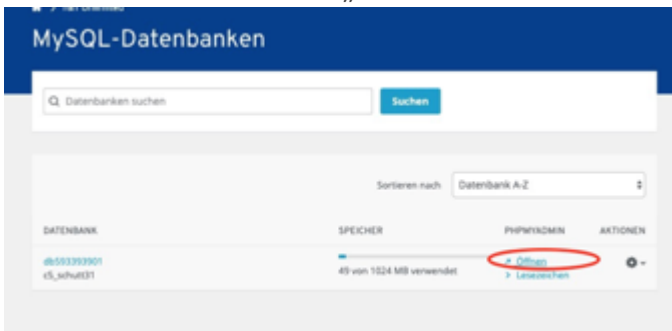 MySQL-Datenbanken
Datenbanken suchen
Suchen
Sortieren nach
Datenbank A-Z
DATENBANK
SPEICHER
PHPMYADMIN
AKTIONEN
db593393901
49 von 1024 MB verwendet
Öffnen
c5_schutt31
> Lesezeichen